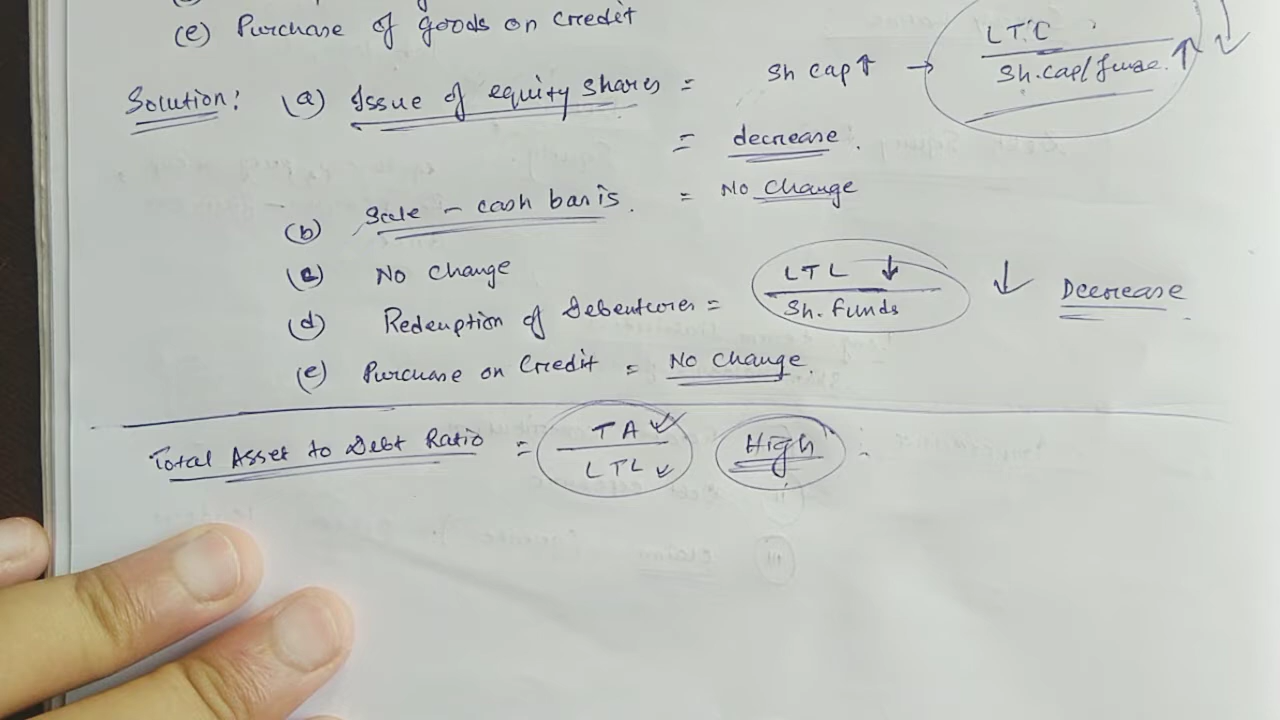 (e) Purchase of goods on credit
Solution: (a) Issue of equity shares = Sh cap ↑ → LTL / Sh. cap/ funds ↑ ↓
= decrease.
(b) Sale - cash basis. = No change
(c) No change
(d) Redemption of Debentures = LTL ↓ / Sh. Funds ↓ Decrease
(e) Purchase on Credit = No change.
Total Asset to Debt Ratio = TA / LTL High